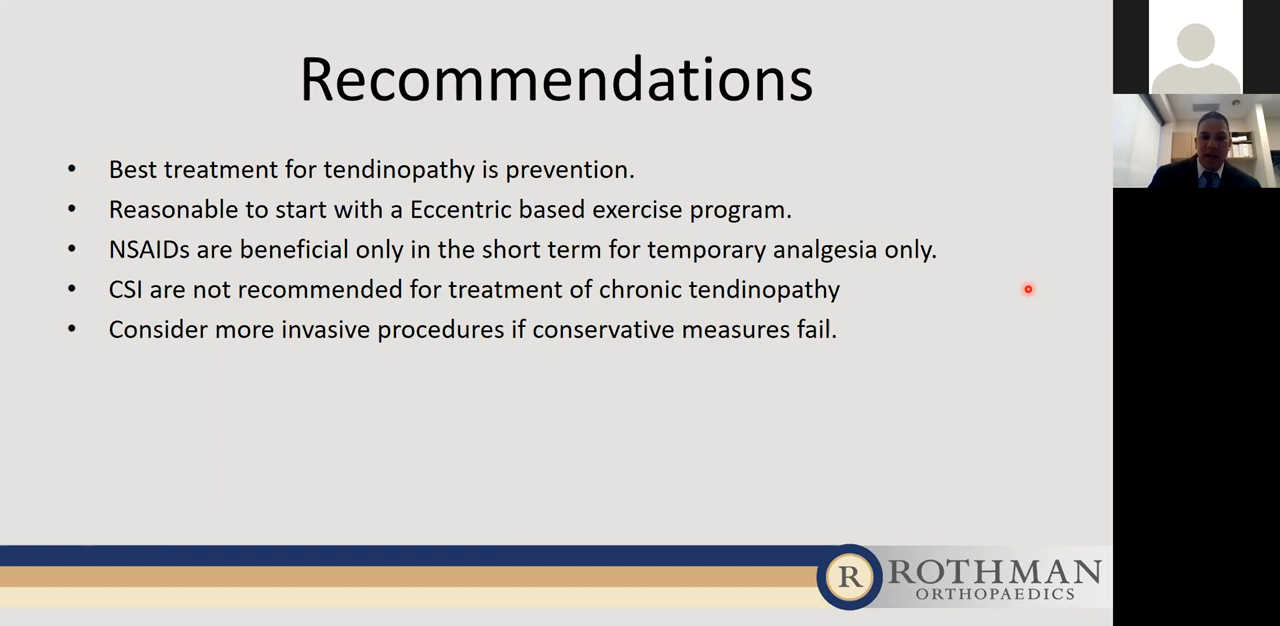 Recommendations
• Best treatment for tendinopathy is prevention.
• Reasonable to start with a Eccentric based exercise program.
• NSAIDs are beneficial only in the short term for temporary analgesia only.
• CSI are not recommended for treatment of chronic tendinopathy
• Consider more invasive procedures if conservative measures fail.
R ROTHMAN
ORTHOPAEDICS